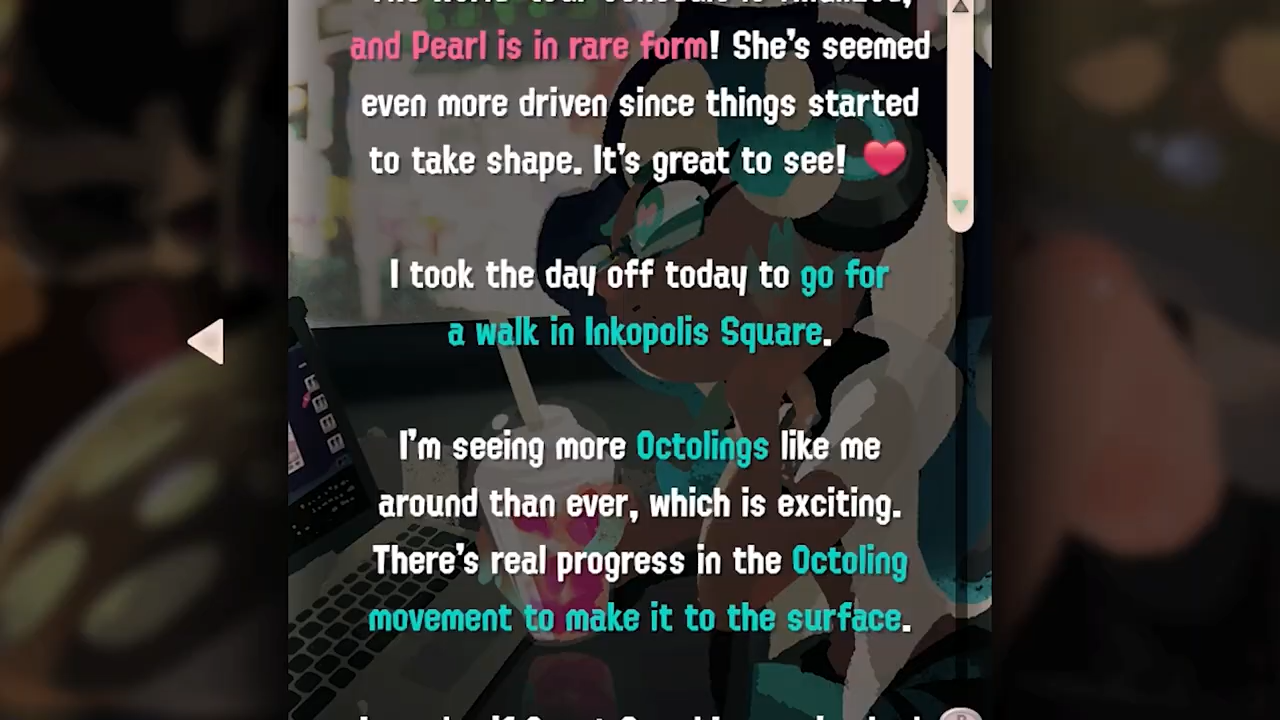 and Pearl is in rare form! She's seemed
even more driven since things started
to take shape. It's great to see! ❤️
I took the day off today to go for
a walk in Inkopolis Square.
I'm seeing more Octolings like me
around than ever, which is exciting.
There's real progress in the Octoling
movement to make it to the surface.